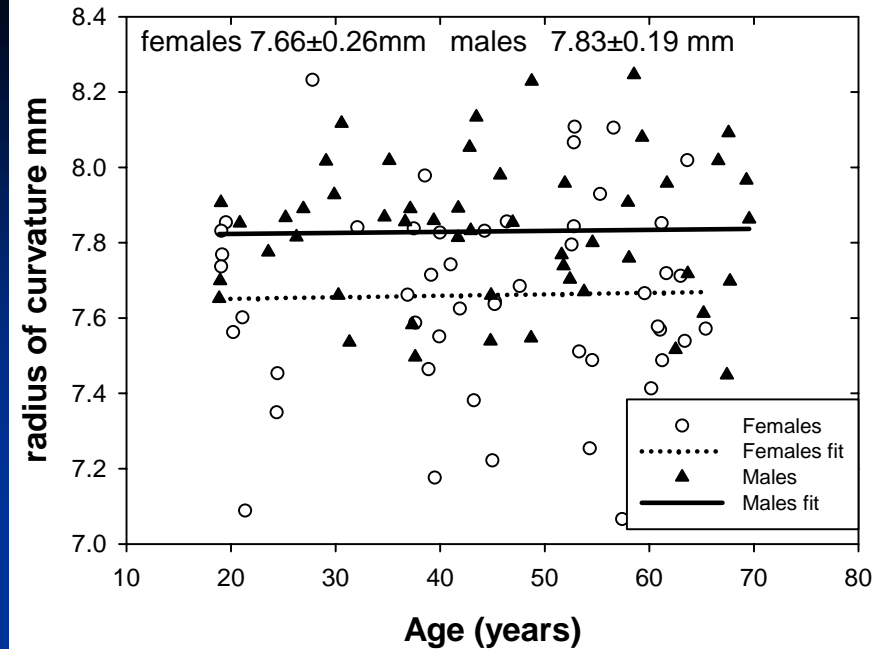 females 7.66±0.26mm males 7.83±0.19 mm
radius of curvature mm
8.4
8.2
8.0
7.8
7.6
7.4
7.2
7.0
10 20 30 40 50 60 70 80
Age (years)
Females
Females fit
Males
Males fit